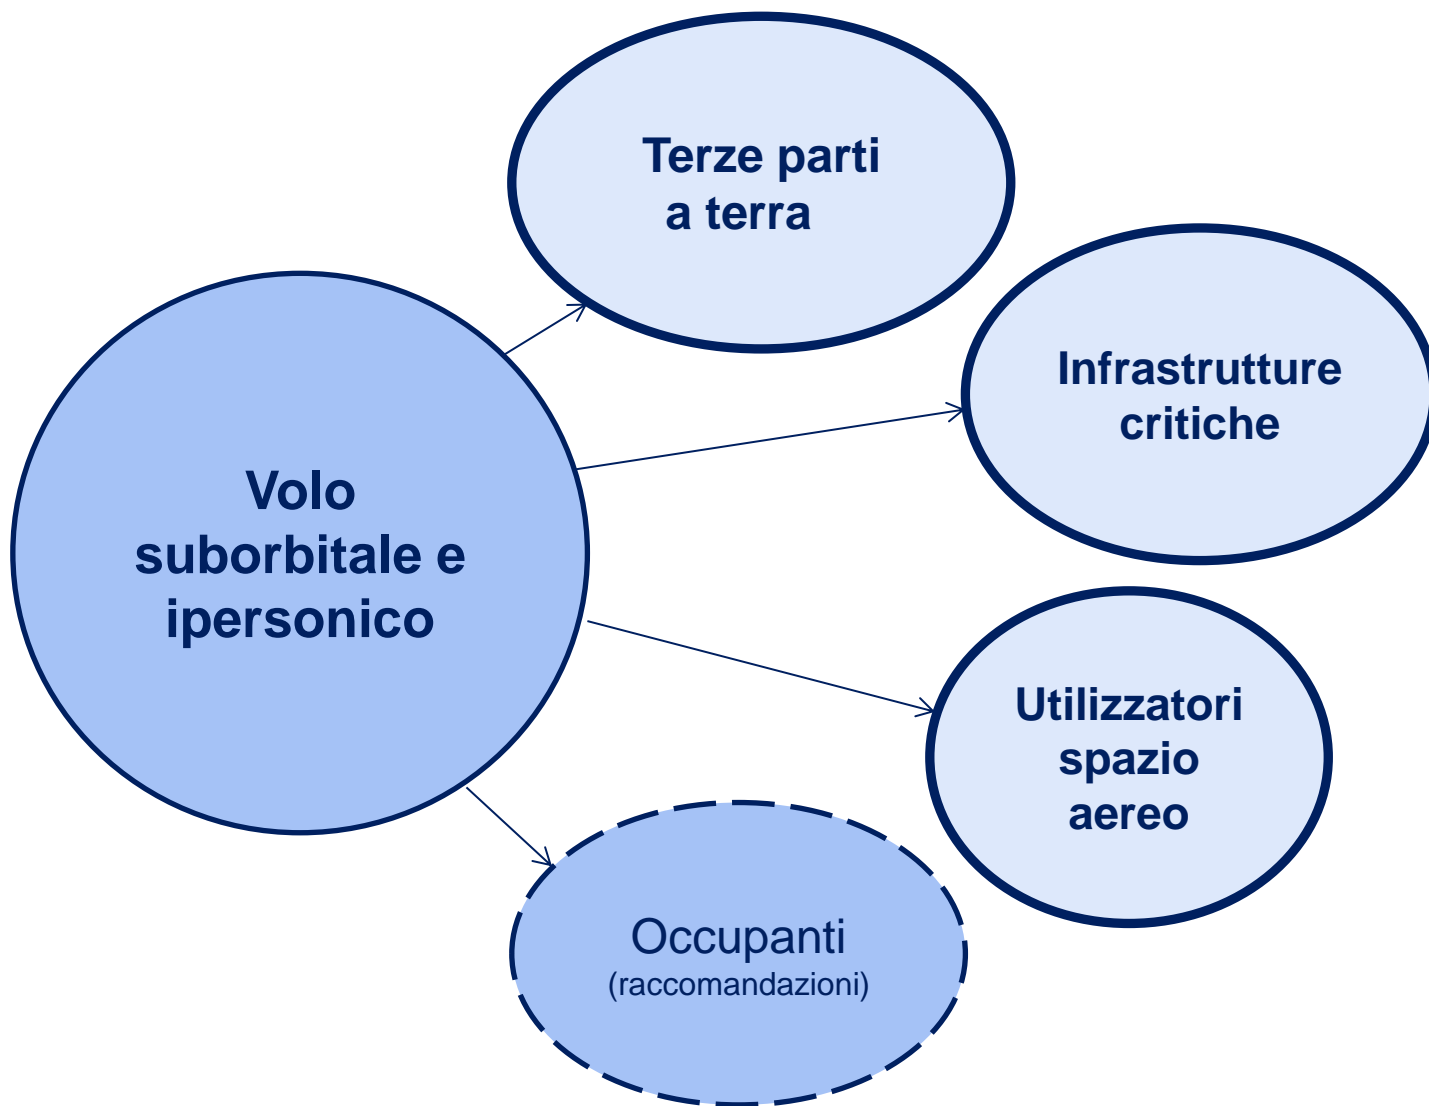 Terze parti
a terra
Infrastrutture
critiche
Volo
suborbitale e
ipersonico
Utilizzatori
spazio
aereo
Occupanti
(raccomandazioni)